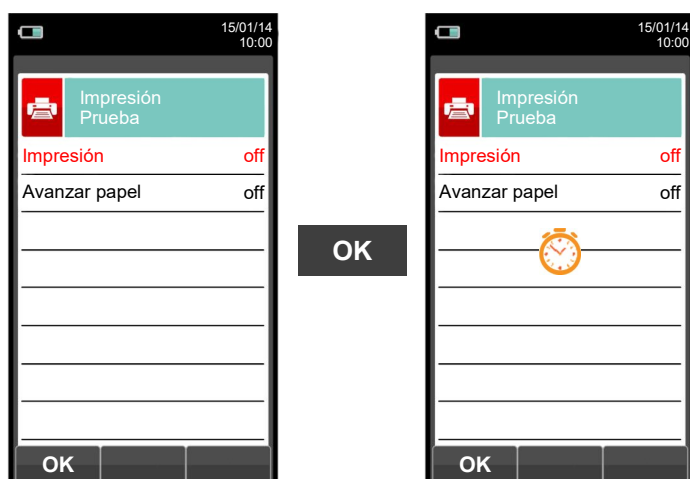 15/01/14
10:00
Impresión
Prueba
Impresión off
Avanzar papel off
OK
OK
15/01/14
10:00
Impresión
Prueba
Impresión off
Avanzar papel off
OK